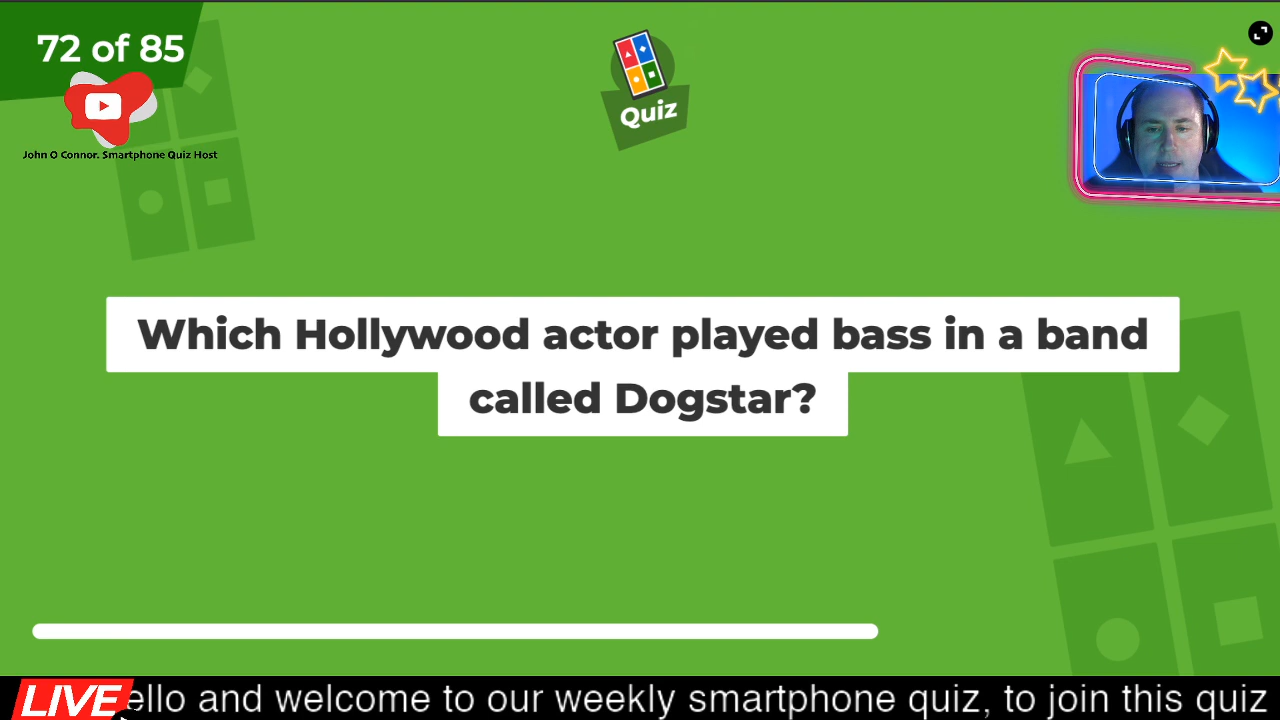 72 of 85
Quiz
John O Connor. Smartphone Quiz Host
Which Hollywood actor played bass in a band
called Dogstar?
LIVE
ello and welcome to our weekly smartphone quiz, to join this quiz